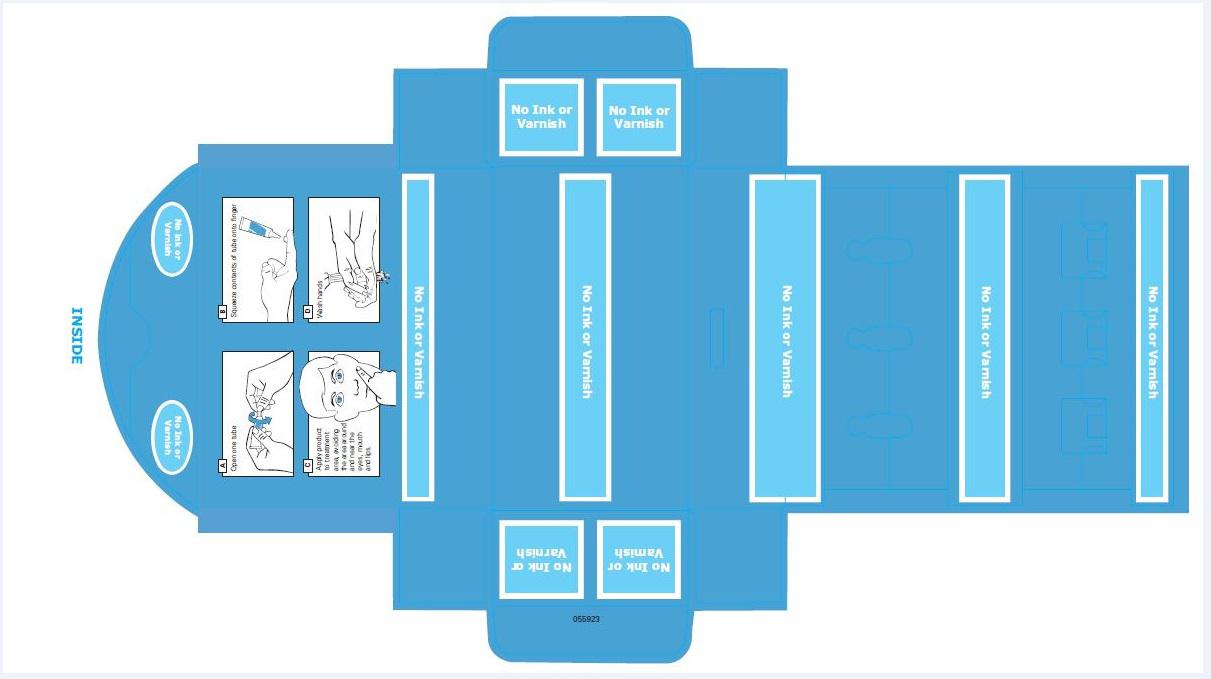 INSIDE
No Ink or
Varnish
No Ink or
Varnish
B
Squeeze contents of tube onto finger
D
Wash hands
A
Open one tube
C
Apply product
to treatment
area, avoiding
the area around
and near the
eyes, mouth
and lips.
No Ink or
Varnish
No Ink or
Varnish
No Ink or Varnish
No Ink or Varnish
No Ink or Varnish
No Ink or Varnish
No Ink or Varnish
No Ink or
Varnish
No Ink or
Varnish
055923